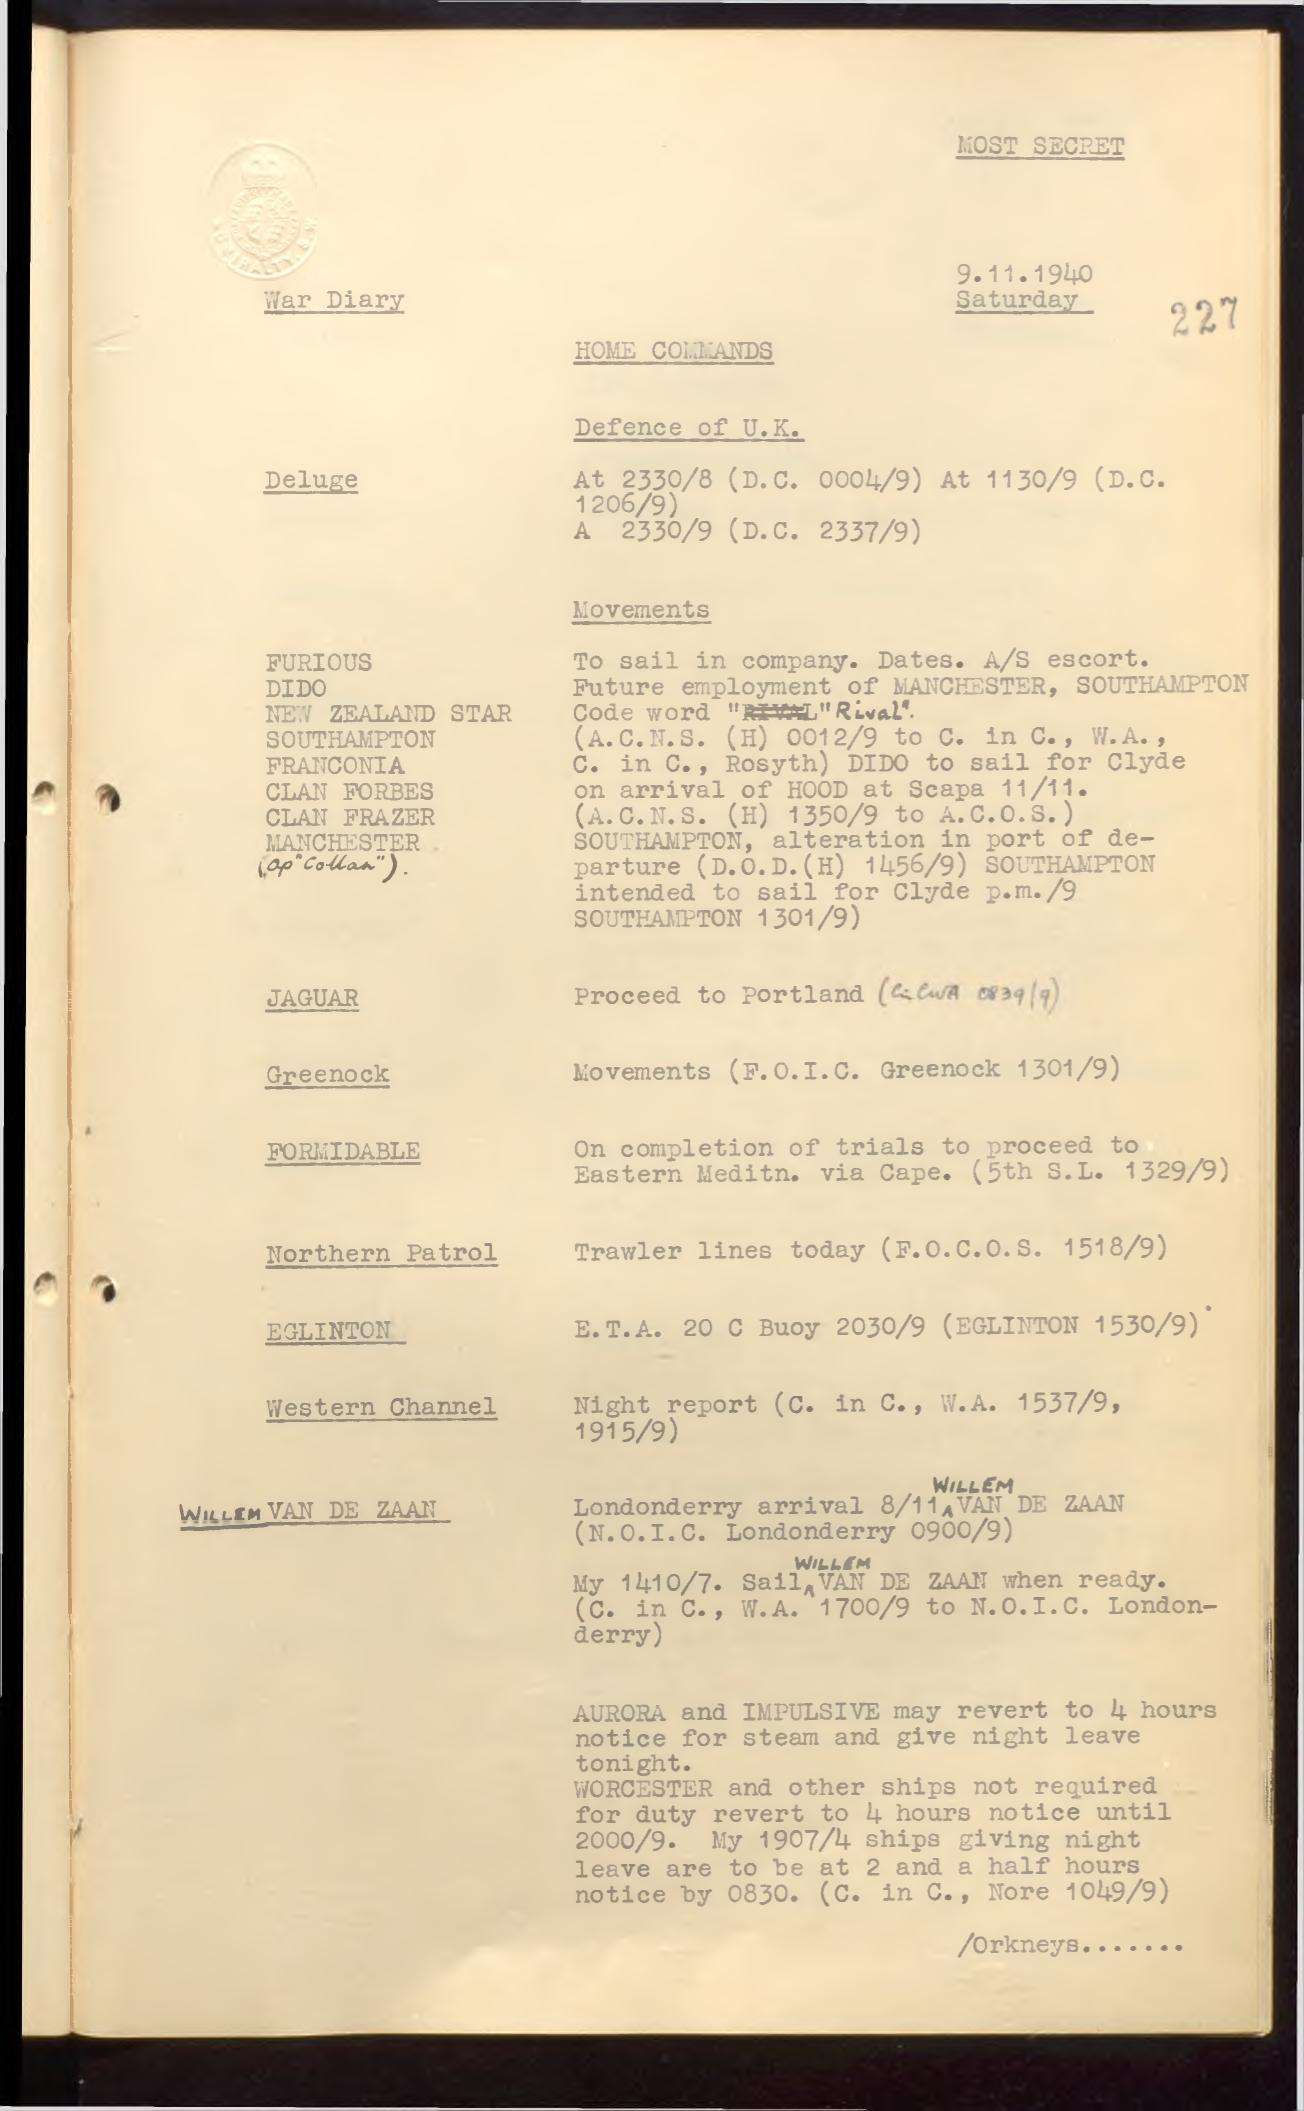 MOST SECRET
9.11.1940
War Diary
Saturday
227
HOME COMMANDS
Defence of U.K.
Deluge
At 2330/8 (D.C. 0004/9) At 1130/9 (D.C.
1206/9)
A 2330/9 (D.C. 2337/9)
Movements
FURIOUS
DIDO
NEW ZEALAND STAR
SOUTHAMPTON
FRANCONIA
CLAN FORBES
CLAN FRAZER
MANCHESTER
(Op "Collar").
To sail in company. Dates. A/S escort.
Future employment of MANCHESTER, SOUTHAMPTON
Code word "RIVAL" "Rival".
(A.C.N.S. (H) 0012/9 to C. in C., W.A.,
C. in C., Rosyth) DIDO to sail for Clyde
on arrival of HOOD at Scapa 11/11.
(A.C.N.S. (H) 1350/9 to A.C.O.S.)
SOUTHAMPTON, alteration in port of de-
parture (D.O.D.(H) 1456/9) SOUTHAMPTON
intended to sail for Clyde p.m./9
SOUTHAMPTON 1301/9)
JAGUAR
Proceed to Portland (CinCWA 0839/9)
Greenock
Movements (F.O.I.C. Greenock 1301/9)
FORMIDABLE
On completion of trials to proceed to
Eastern Meditn. via Cape. (5th S.L. 1329/9)
Northern Patrol
Trawler lines today (F.O.C.O.S. 1518/9)
EGLINTON
E.T.A. 20 C Buoy 2030/9 (EGLINTON 1530/9)
Western Channel
Night report (C. in C., W.A. 1537/9,
1915/9)
WILLEM VAN DE ZAAN
Londonderry arrival 8/11 WILLEM VAN DE ZAAN
(N.O.I.C. Londonderry 0900/9)
My 1410/7. Sail WILLEM VAN DE ZAAN when ready.
(C. in C., W.A. 1700/9 to N.O.I.C. London-
derry)
AURORA and IMPULSIVE may revert to 4 hours
notice for steam and give night leave
tonight.
WORCESTER and other ships not required
for duty revert to 4 hours notice until
2000/9. My 1907/4 ships giving night
leave are to be at 2 and a half hours
notice by 0830. (C. in C., Nore 1049/9)
/Orkneys.......